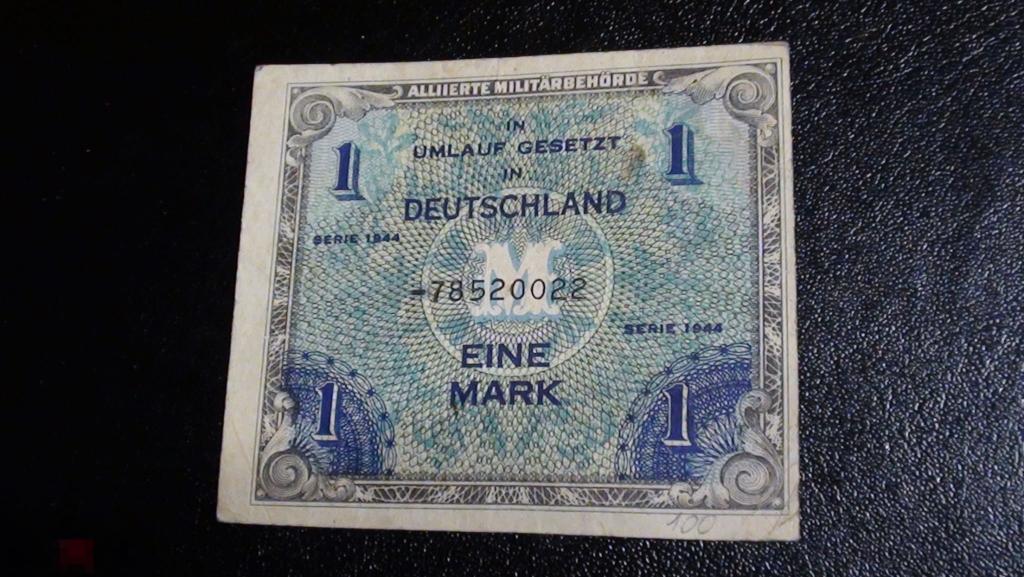 ALLIIERTE MILITÄRBEHÖRDE
IN
UMLAUF GESETZT
IN
DEUTSCHLAND
1
1
SERIE 1944
M
-78520022
SERIE 1944
EINE
MARK
1
1
100